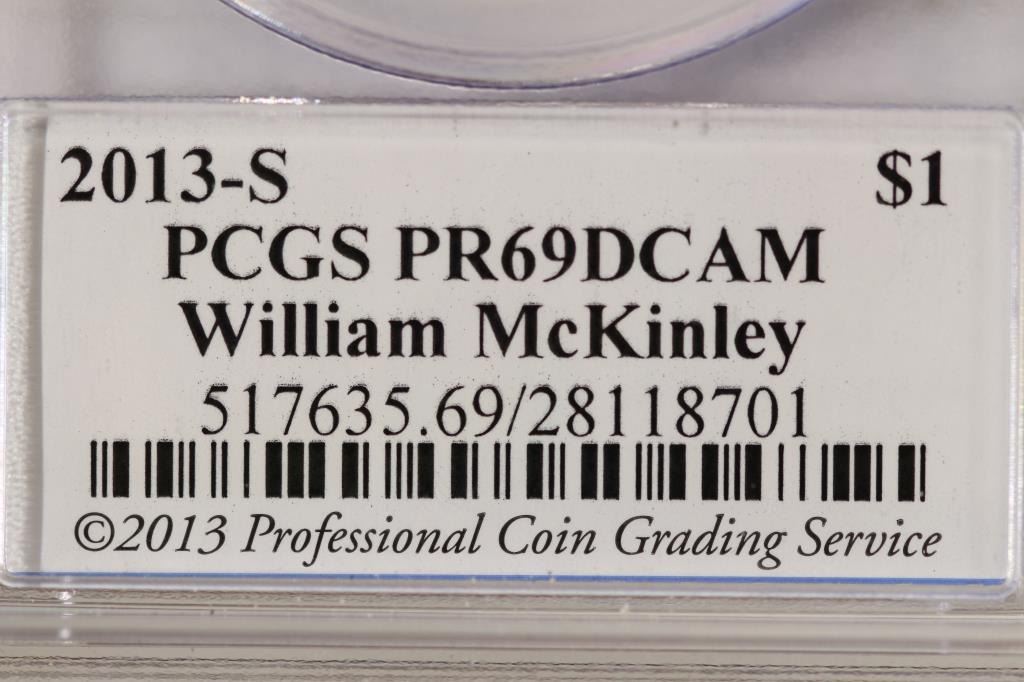 2013-S $1
PCGS PR69DCAM
William McKinley
517635.69/28118701
©2013 Professional Coin Grading Service